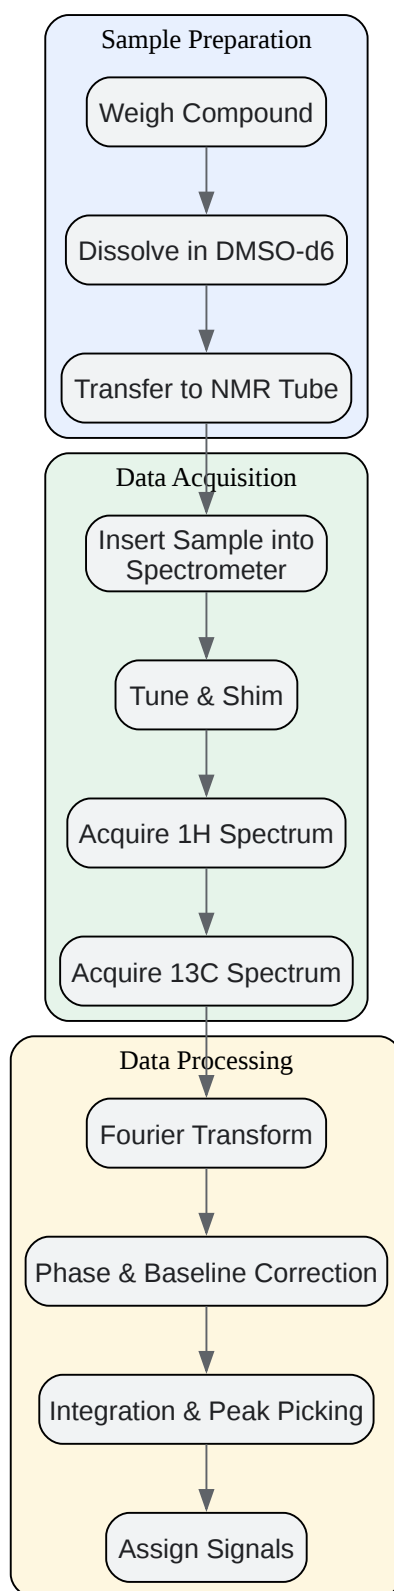 Sample Preparation
Weigh Compound
Dissolve in DMSO-d6
Transfer to NMR Tube
Data Acquisition
Insert Sample into
Spectrometer
Tune & Shim
Acquire 1H Spectrum
Acquire 13C Spectrum
Data Processing
Fourier Transform
Phase & Baseline Correction
Integration & Peak Picking
Assign Signals